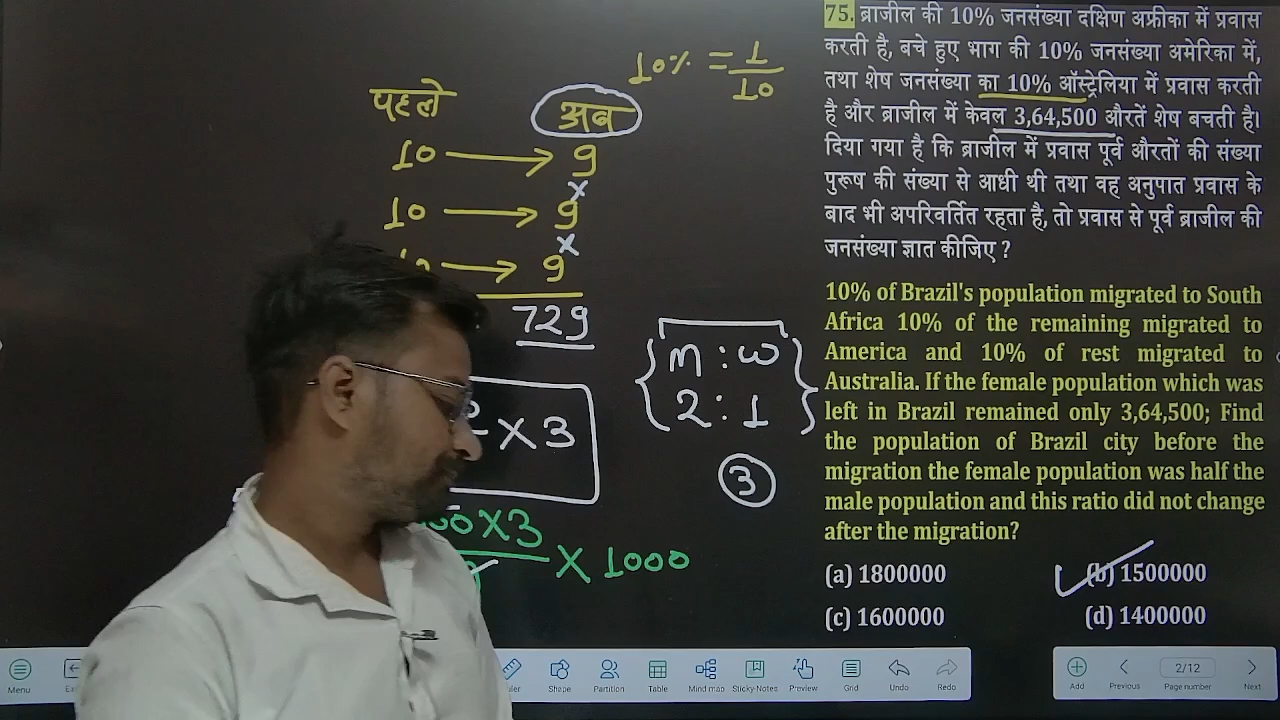 75. ब्राजील की 10% जनसंख्या दक्षिण अफ्रीका में प्रवास
करती है, बचे हुए भाग की 10% जनसंख्या अमेरिका में,
तथा शेष जनसंख्या का 10% ऑस्ट्रेलिया में प्रवास करती
है और ब्राजील में केवल 3,64,500 औरतें शेष बचती है।
दिया गया है कि ब्राजील में प्रवास पूर्व औरतों की संख्या
पुरूष की संख्या से आधी थी तथा वह अनुपात प्रवास के
बाद भी अपरिवर्तित रहता है, तो प्रवास से पूर्व ब्राजील की
जनसंख्या ज्ञात कीजिए ?
10% of Brazil's population migrated to South
Africa 10% of the remaining migrated to
America and 10% of rest migrated to
Australia. If the female population which was
left in Brazil remained only 3,64,500; Find
the population of Brazil city before the
migration the female population was half the
male population and this ratio did not change
after the migration?
(a) 1800000
(b) 1500000
(c) 1600000
(d) 1400000
10% = 1/10
पहले अब
10 → 9
×
10 → 9
×
→ 9
729
× 3
m : w
2 : 1
3
00 × 3
× 1000
Menu
Shape
Partition
Table
Mind map
Sticky-Notes
Preview
Grid
Undo
Redo
Add
Previous
2/12
Page number
Next